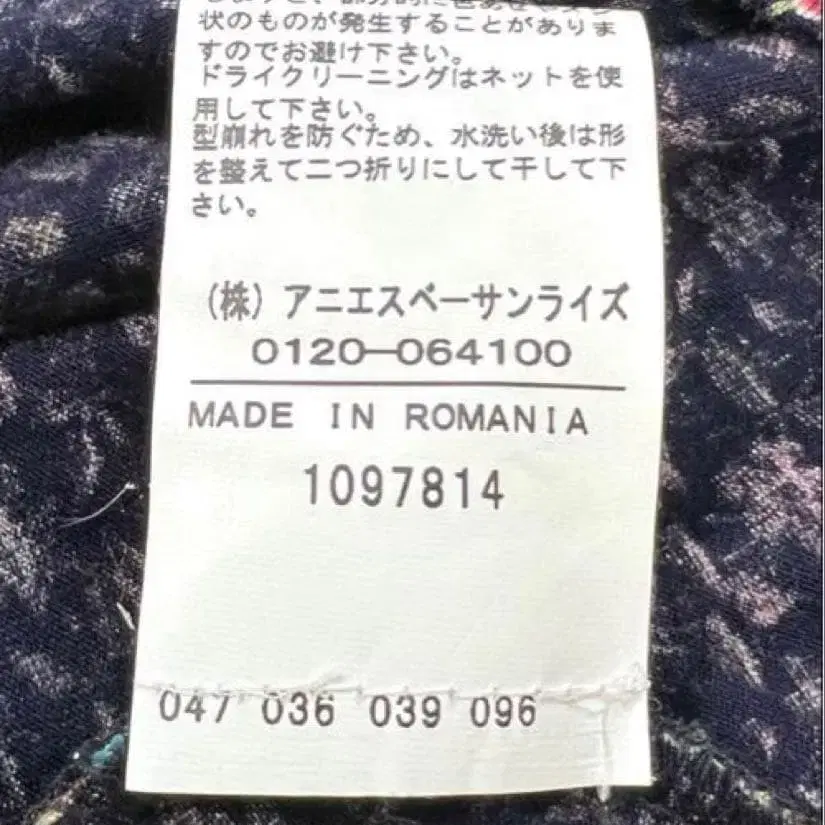 状のものが発生することがありま
すのでお避け下さい。
ドライクリーニングはネットを使
用して下さい。
型崩れを防ぐため、水洗い後は形
を整えて二つ折りにして干して下
さい。
(株)アニエスベーサンライズ
0120-064100
MADE IN ROMANIA
1097814
047 036 039 096